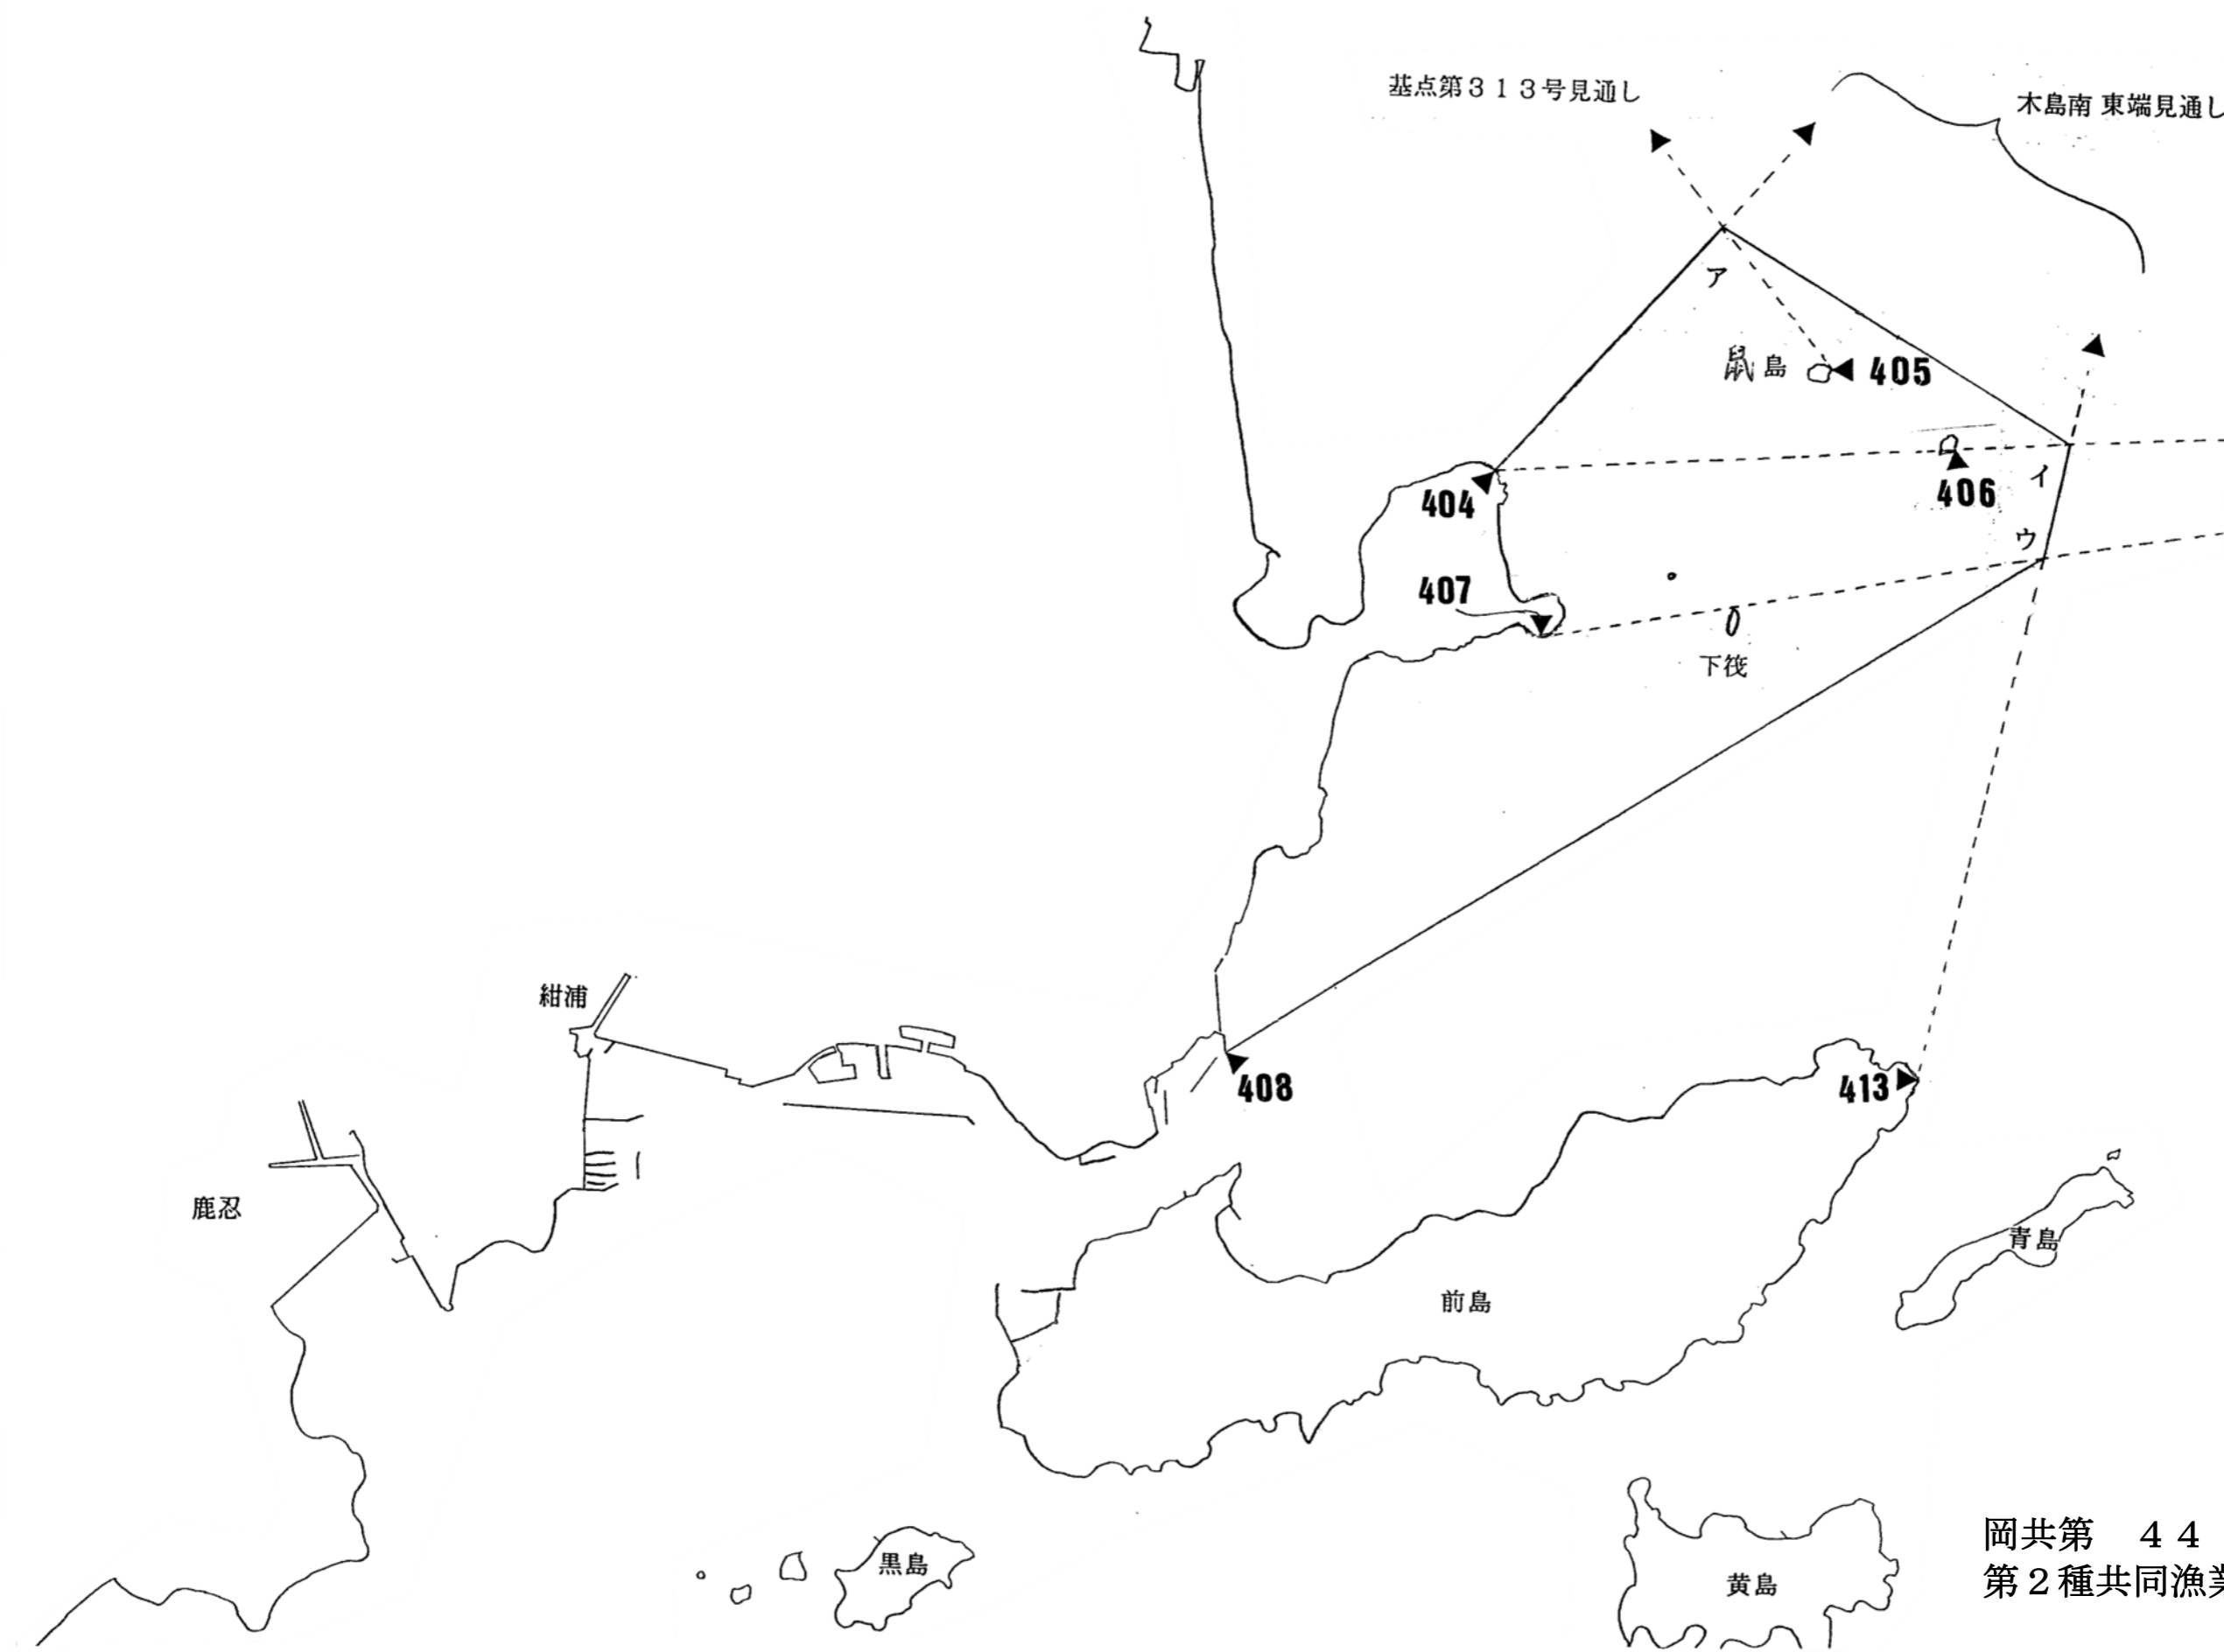 基点第３１３号見通し
木島南 東端見通し
ア
鼠島
405
404
406
イ
ウ
407
下筏
紺浦
408
413
鹿忍
青島
前島
黒島
黄島
岡共第 ４４
第２種共同漁業